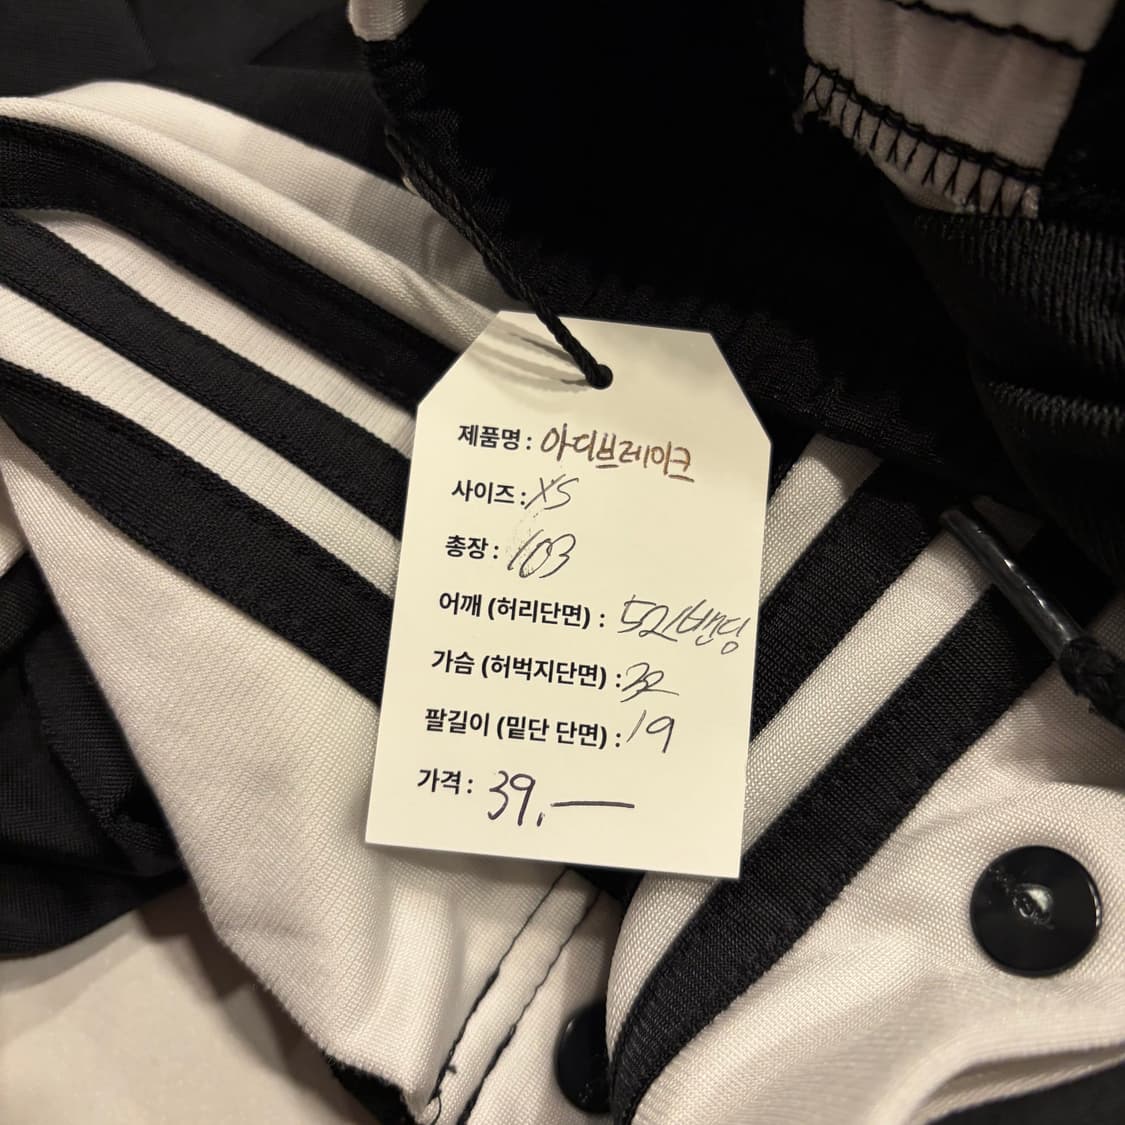 제품명 : 아디브레이크
사이즈 : XS
총장 : 103
어깨 (허리단면) : 밴딩
가슴 (허벅지단면) : 32
팔길이 (밑단 단면) : 19
가격 : 39.—